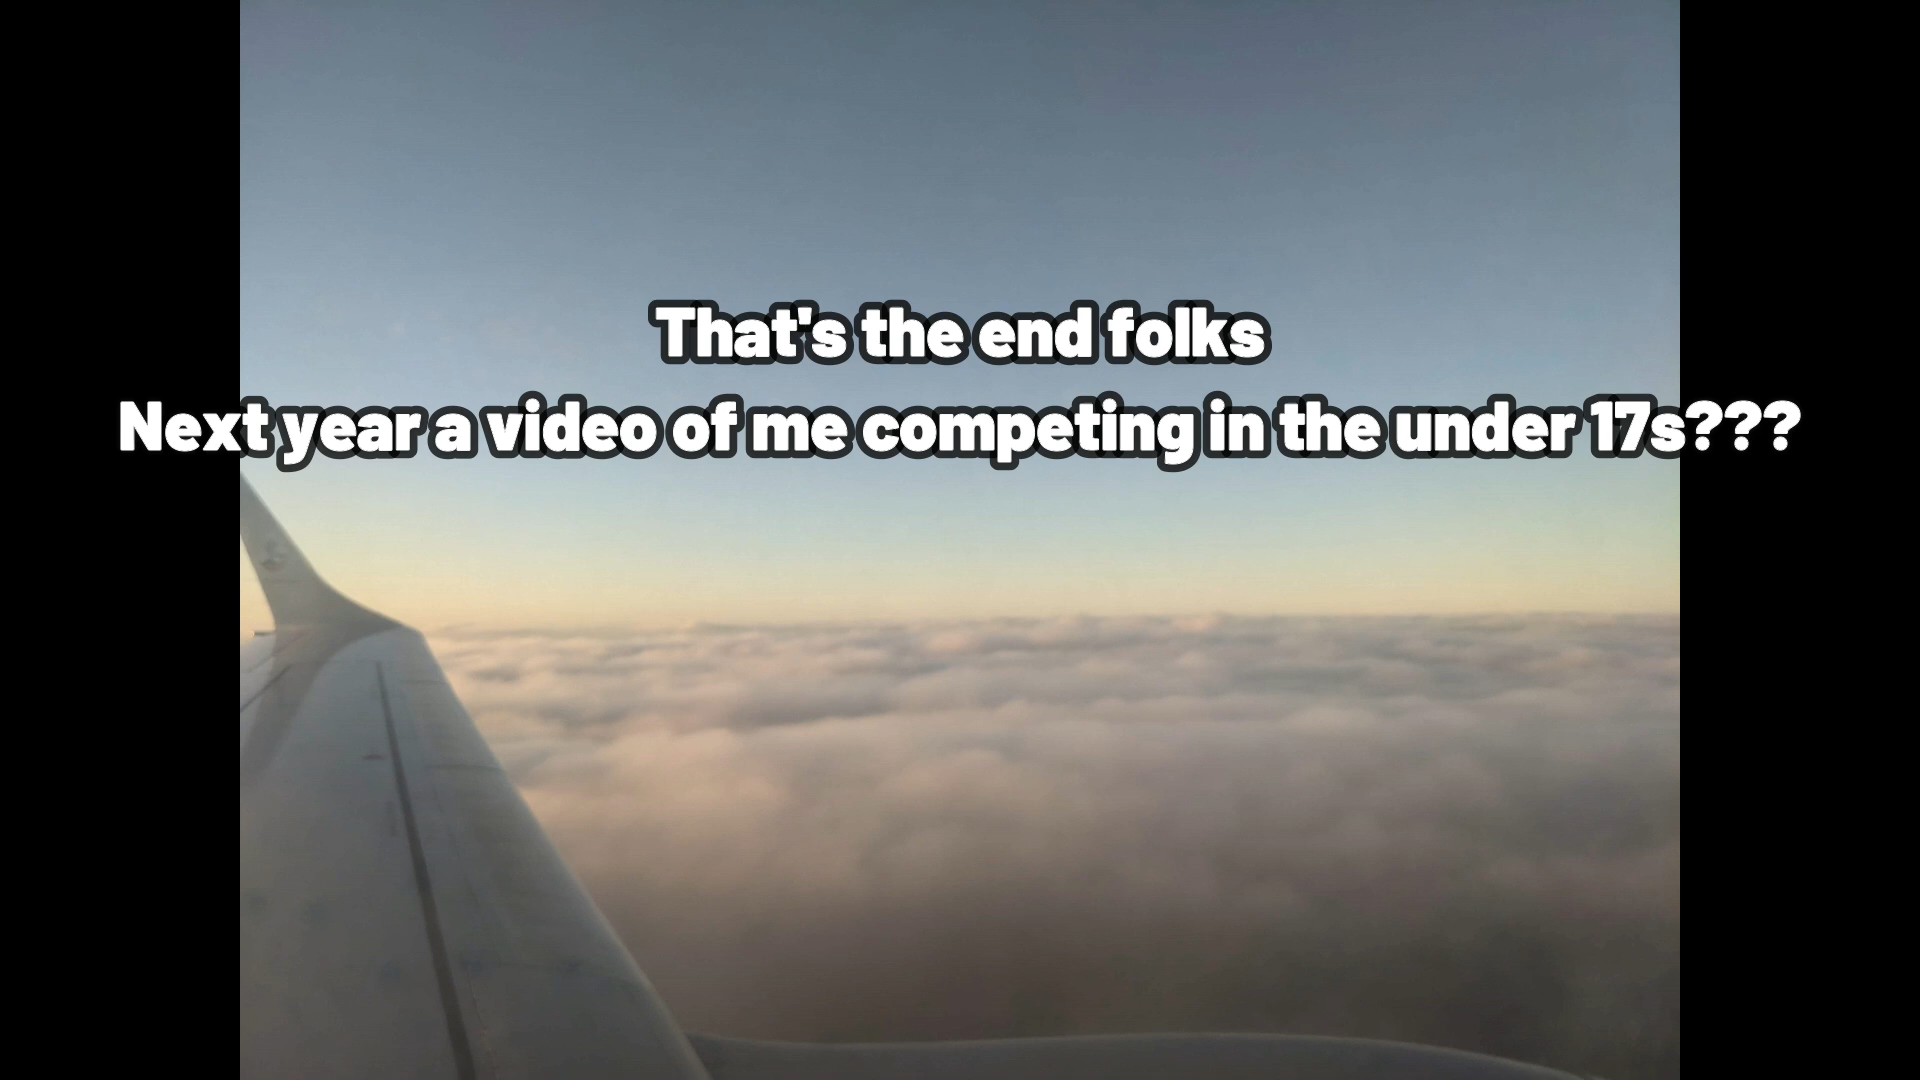 That's the end folks
Next year a video of me competing in the under 17s???